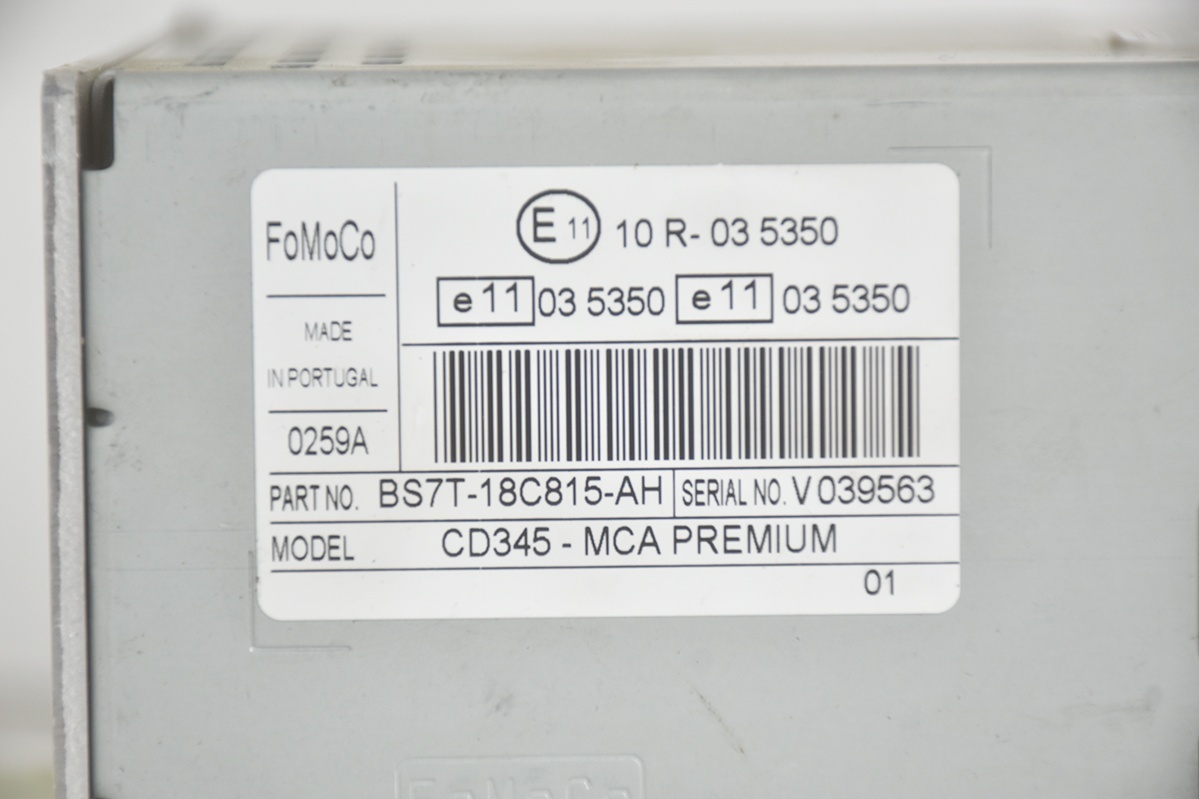 FoMoCo
MADE
IN PORTUGAL
0259A
E 11 10 R- 03 5350
e 11 03 5350 e 11 03 5350
PART NO. BS7T-18C815-AH SERIAL NO. V 039563
MODEL CD345 - MCA PREMIUM
01
FoMoCo